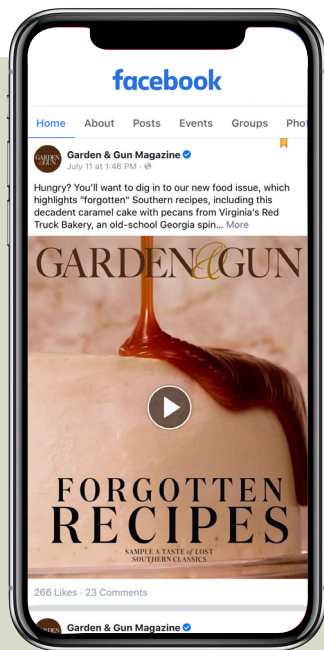 facebook
Home About Posts Events Groups Phot
GARDEN & GUN
Garden & Gun Magazine
July 11 at 1:46 PM ·
Hungry? You'll want to dig in to our new food issue, which
highlights "forgotten" Southern recipes, including this
decadent caramel cake with pecans from Virginia's Red
Truck Bakery, an old-school Georgia spin... More
GARDEN & GUN
FORGOTTEN
RECIPES
SAMPLE A TASTE of LOST
SOUTHERN CLASSICS
266 Likes · 23 Comments
Garden & Gun Magazine